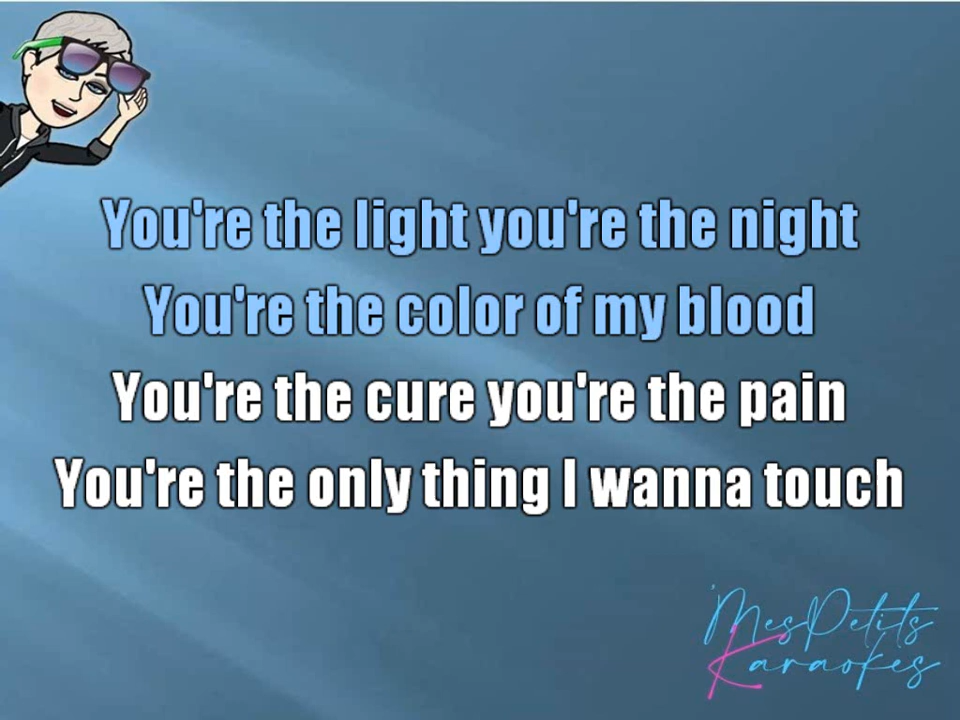 You're the light you're the night
You're the color of my blood
You're the cure you're the pain
You're the only thing I wanna touch
MesPetits
Karaokes